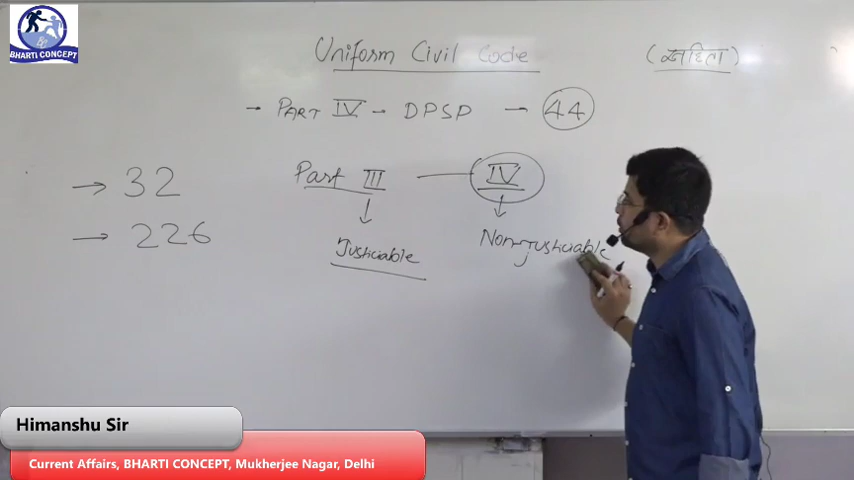 BHARTI CONCEPT
Uniform Civil Code (संहिता)
- PART IV - DPSP - 44
Part III — IV
→ 32
→ 226
Justiciable Non-justiciable
Himanshu Sir
Current Affairs, BHARTI CONCEPT, Mukherjee Nagar, Delhi